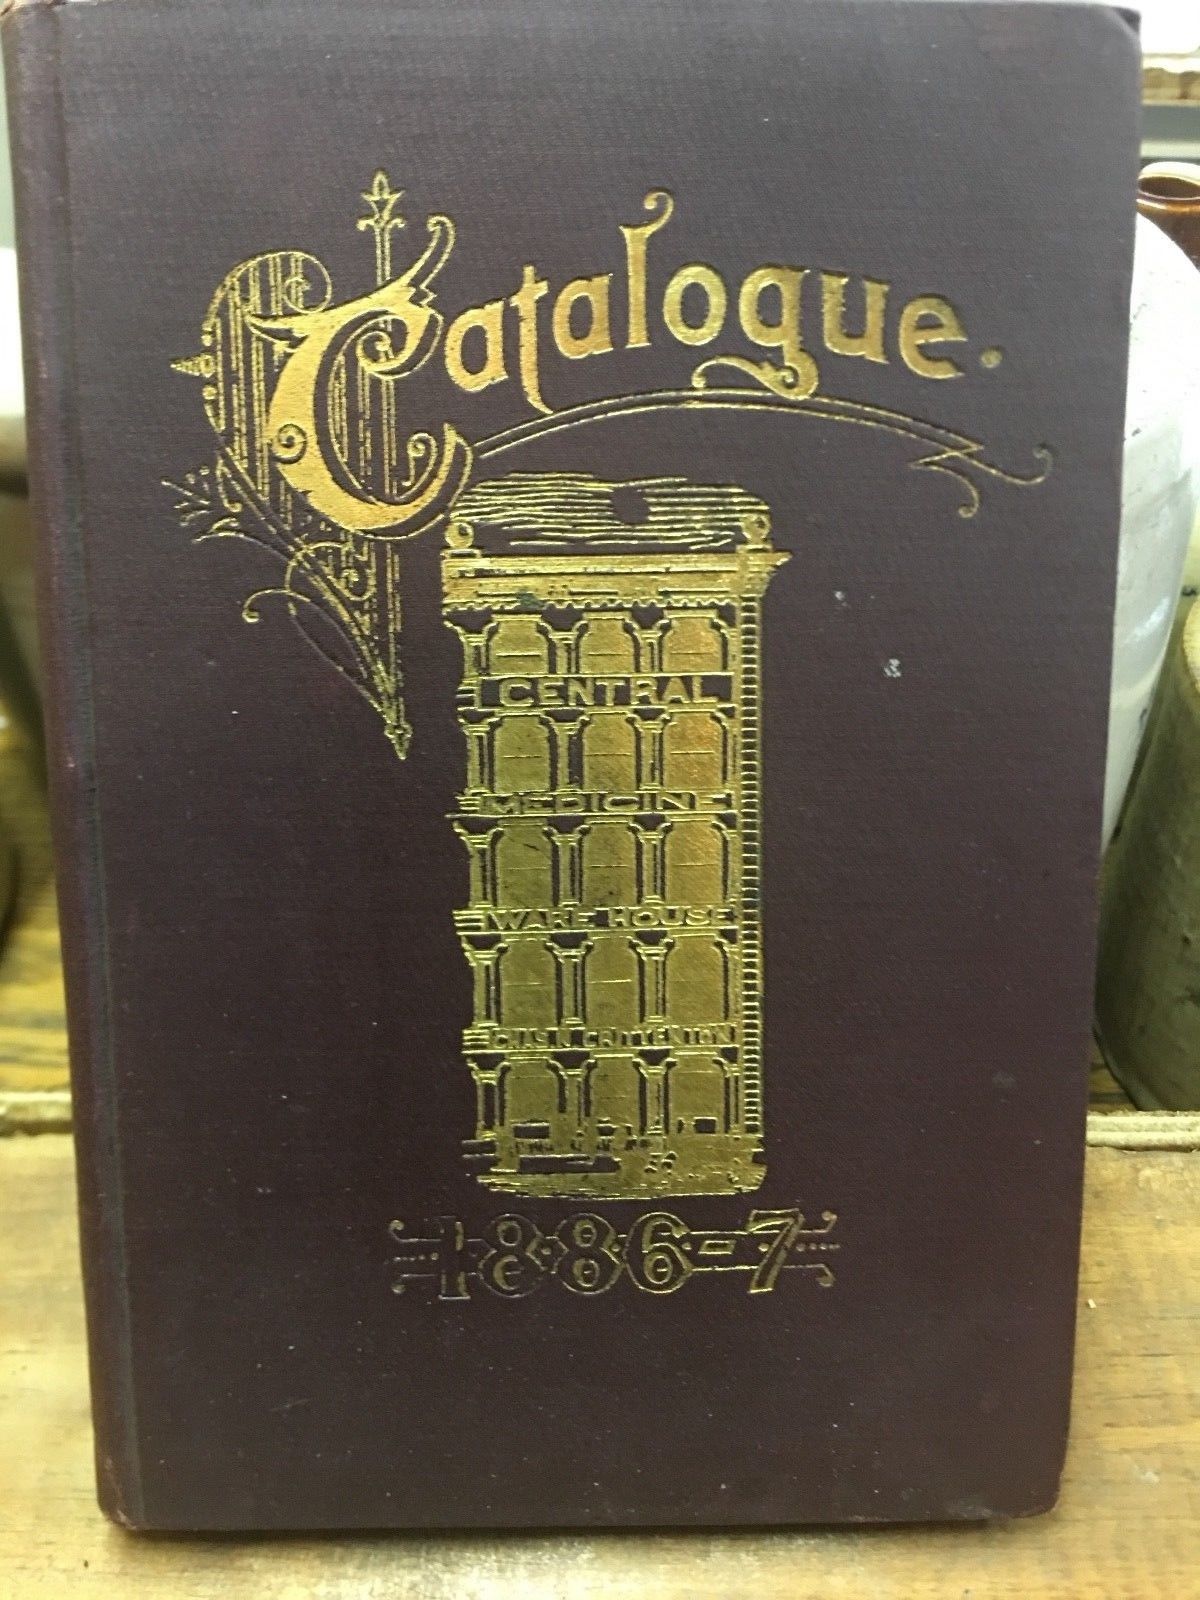 Catalogue.
CENTRAL
MEDICINE
WARE HOUSE
CHAS. N. CRITTENTON
1886-7